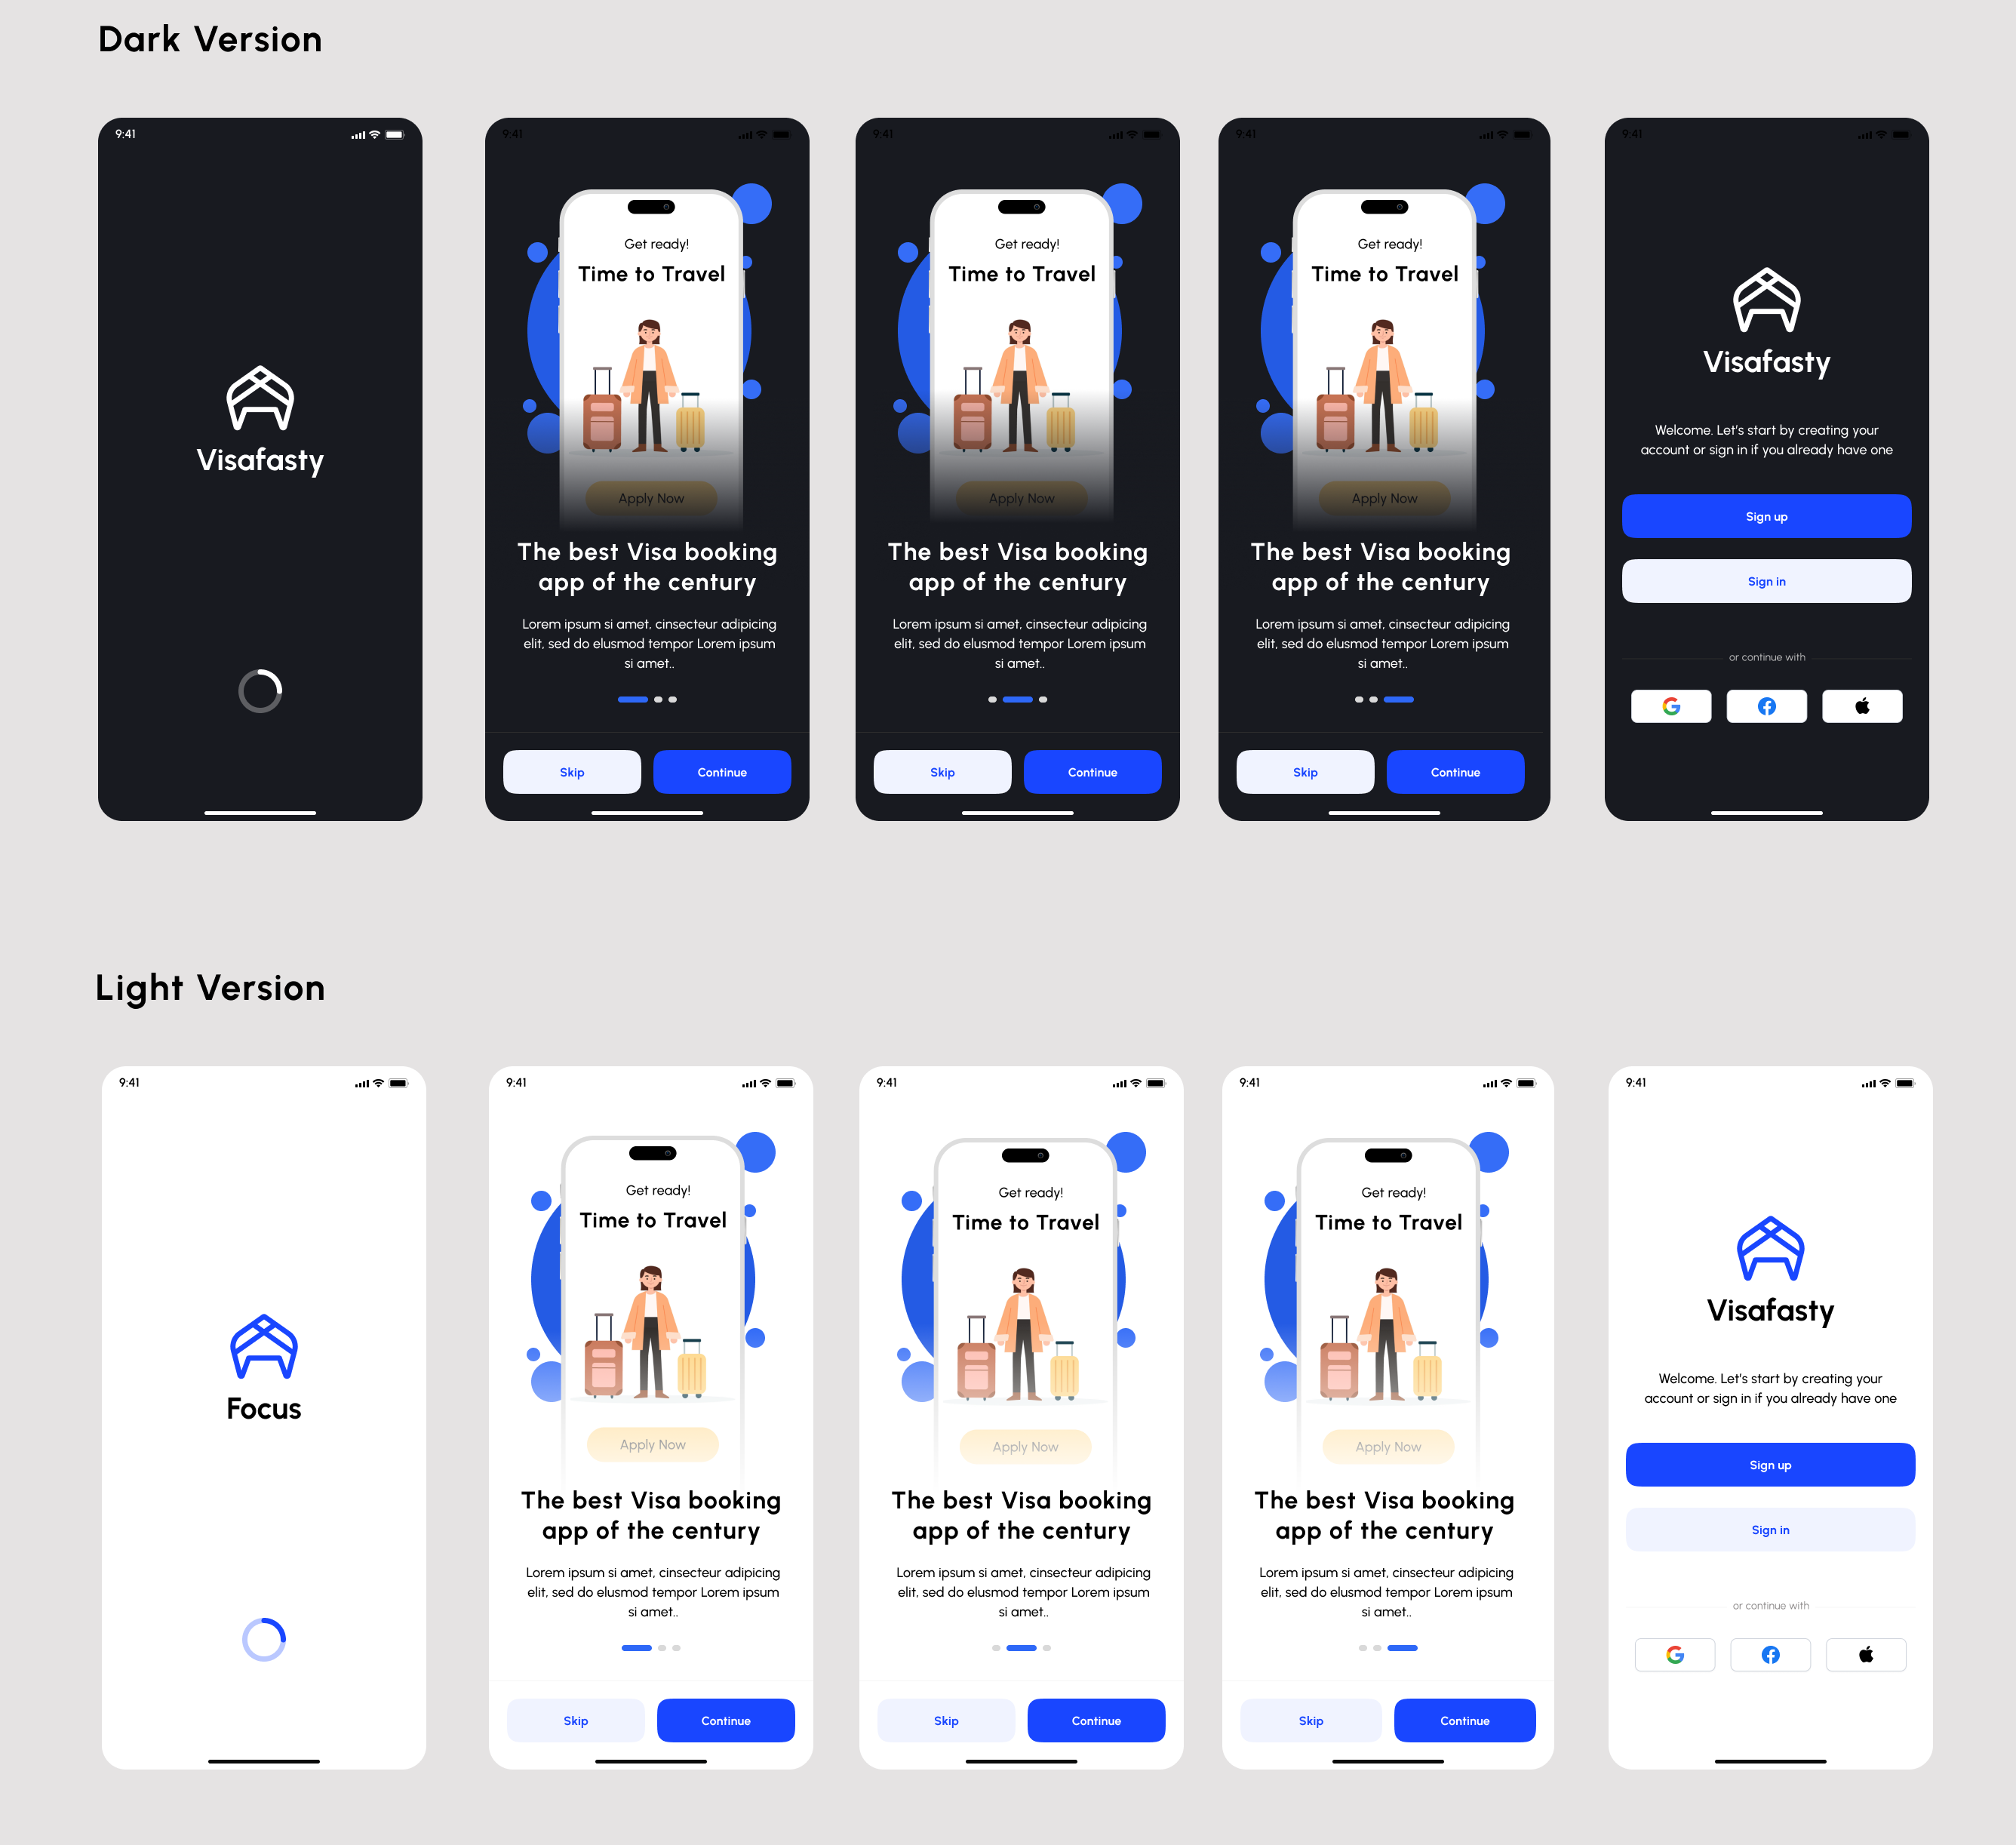 Dark Version
9:41
Visafasty
9:41
Get ready!
Time to Travel
Apply Now
The best Visa booking
app of the century
Lorem ipsum si amet, cinsecteur adipicing
elit, sed do elusmod tempor Lorem ipsum
si amet..
Skip
Continue
9:41
Get ready!
Time to Travel
Apply Now
The best Visa booking
app of the century
Lorem ipsum si amet, cinsecteur adipicing
elit, sed do elusmod tempor Lorem ipsum
si amet..
Skip
Continue
9:41
Get ready!
Time to Travel
Apply Now
The best Visa booking
app of the century
Lorem ipsum si amet, cinsecteur adipicing
elit, sed do elusmod tempor Lorem ipsum
si amet..
Skip
Continue
9:41
Visafasty
Welcome. Let's start by creating your
account or sign in if you already have one
Sign up
Sign in
or continue with
Light Version
9:41
Focus
9:41
Get ready!
Time to Travel
Apply Now
The best Visa booking
app of the century
Lorem ipsum si amet, cinsecteur adipicing
elit, sed do elusmod tempor Lorem ipsum
si amet..
Skip
Continue
9:41
Get ready!
Time to Travel
Apply Now
The best Visa booking
app of the century
Lorem ipsum si amet, cinsecteur adipicing
elit, sed do elusmod tempor Lorem ipsum
si amet..
Skip
Continue
9:41
Get ready!
Time to Travel
Apply Now
The best Visa booking
app of the century
Lorem ipsum si amet, cinsecteur adipicing
elit, sed do elusmod tempor Lorem ipsum
si amet..
Skip
Continue
9:41
Visafasty
Welcome. Let's start by creating your
account or sign in if you already have one
Sign up
Sign in
or continue with